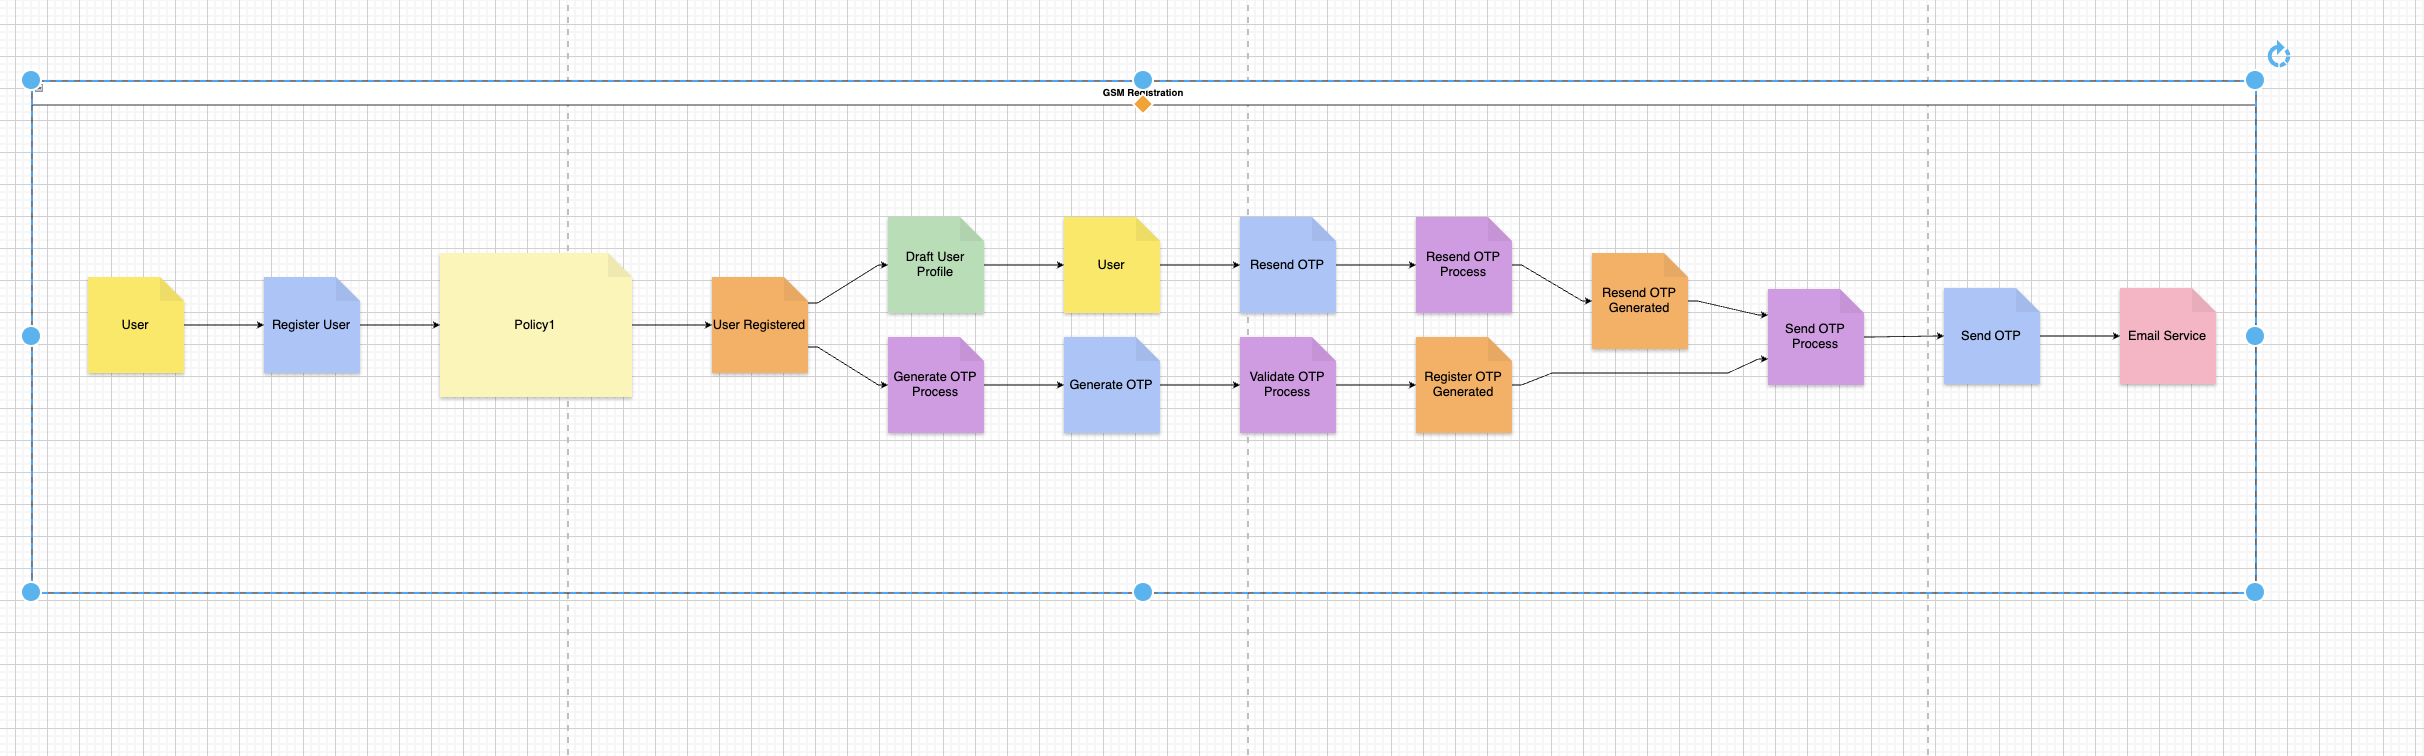 GSM Registration
User
Register User
Policy1
User Registered
Draft User
Profile
User
Resend OTP
Resend OTP
Process
Resend OTP
Generated
Generate OTP
Process
Generate OTP
Validate OTP
Process
Register OTP
Generated
Send OTP
Process
Send OTP
Email Service